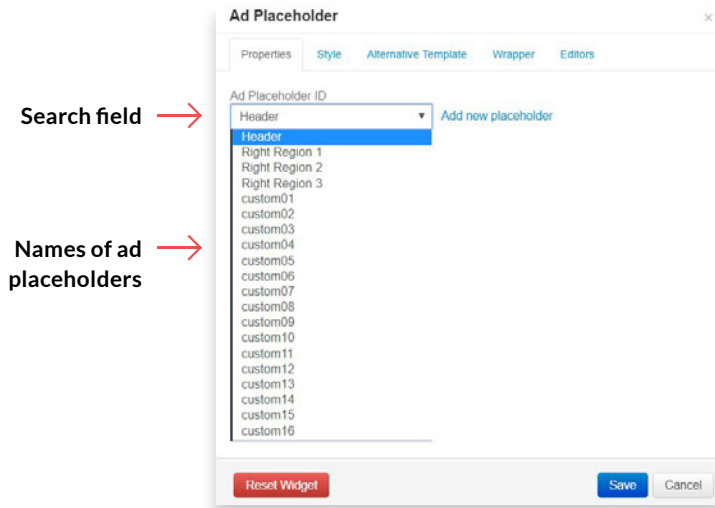 Ad Placeholder
×
Properties Style Alternative Template Wrapper Editors
Ad Placeholder ID
Search field
Header Add new placeholder
Header
Right Region 1
Right Region 2
Right Region 3
custom01
custom02
custom03
custom04
Names of ad
placeholders
custom05
custom06
custom07
custom08
custom09
custom10
custom11
custom12
custom13
custom14
custom15
custom16
Reset Widget Save Cancel